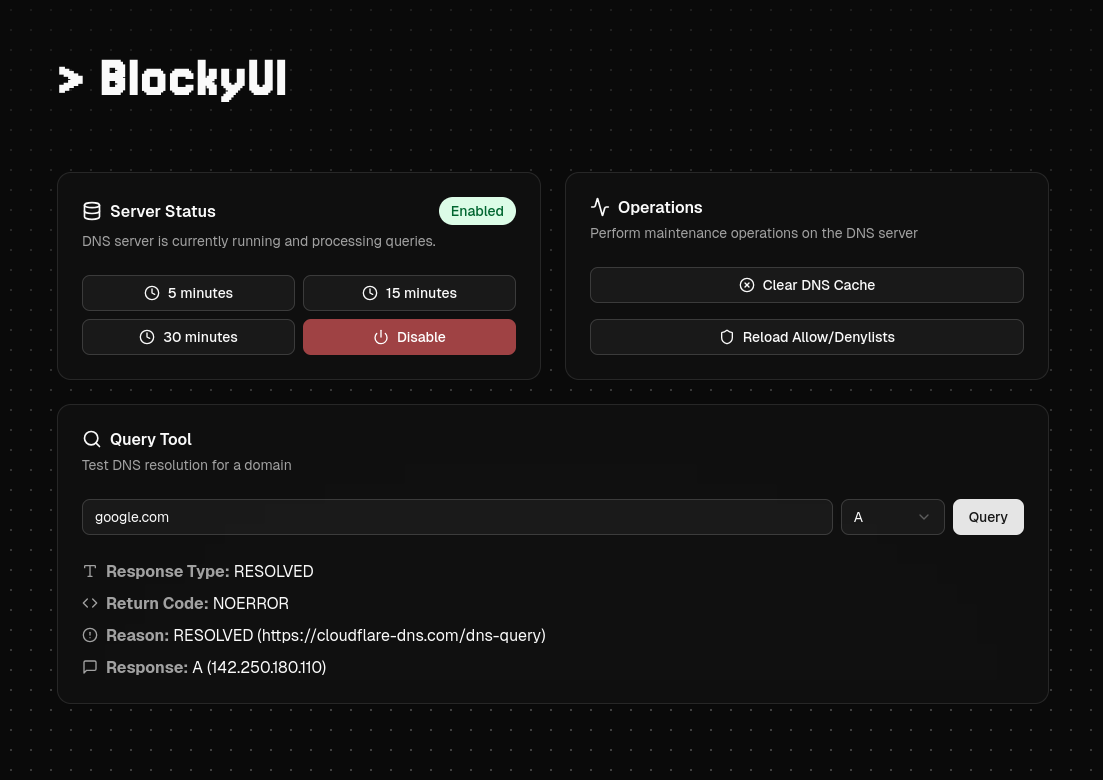 > BlockyUI
Server Status
Enabled
DNS server is currently running and processing queries.
5 minutes
15 minutes
30 minutes
Disable
Operations
Perform maintenance operations on the DNS server
Clear DNS Cache
Reload Allow/Denylists
Query Tool
Test DNS resolution for a domain
google.com
A
Query
Response Type: RESOLVED
Return Code: NOERROR
Reason: RESOLVED (https://cloudflare-dns.com/dns-query)
Response: A (142.250.180.110)